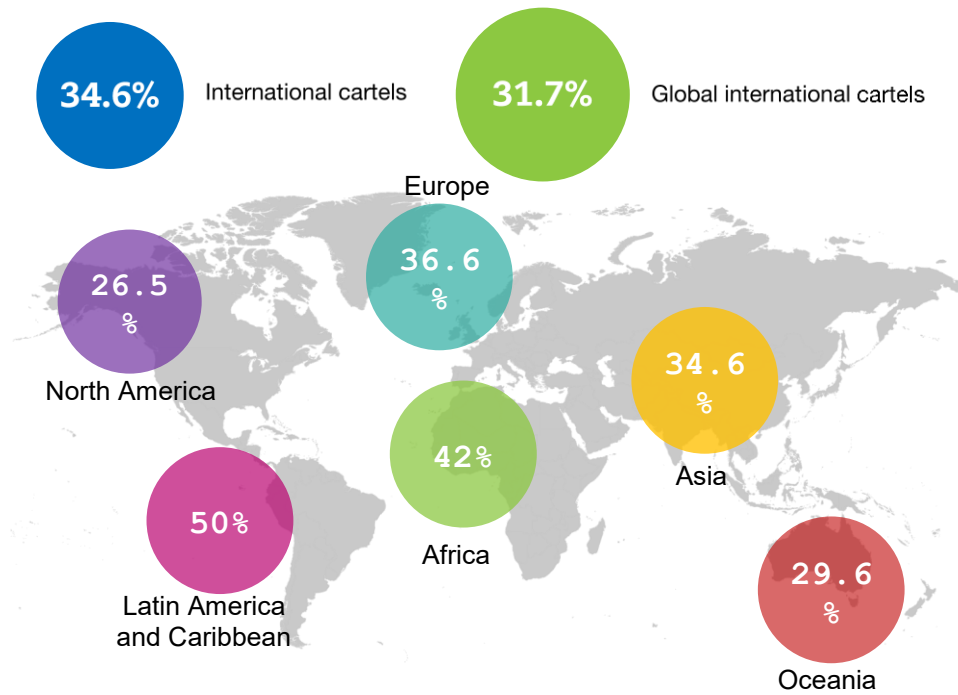 34.6%
International cartels
31.7%
Global international cartels
Europe
36.6
%
26.5
%
North America
34.6
%
Asia
42%
Africa
50%
Latin America
and Caribbean
29.6
%
Oceania